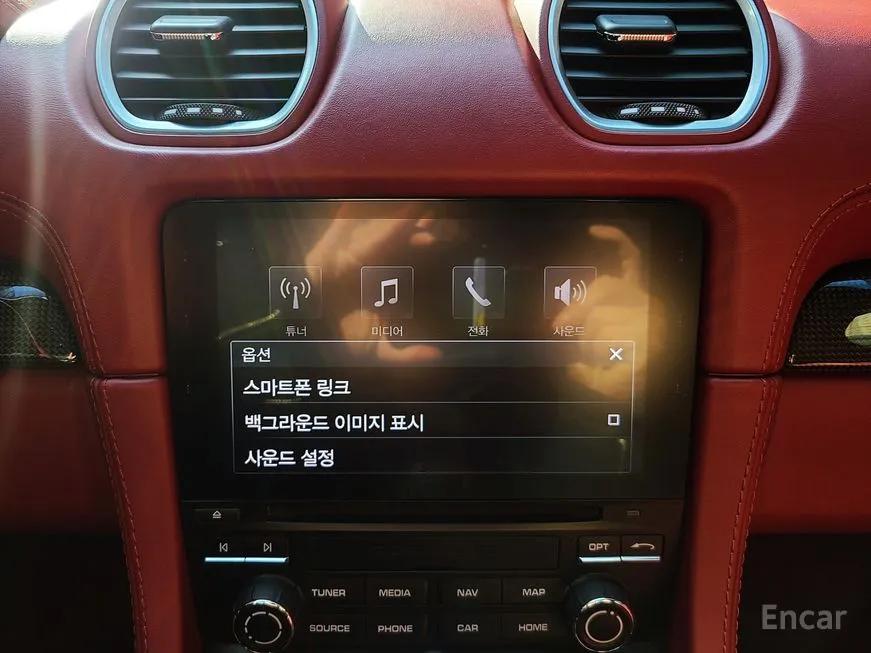 튜너 미디어 전화 사운드
옵션
스마트폰 링크
백그라운드 이미지 표시
사운드 설정
OPT
TUNER MEDIA NAV MAP
SOURCE PHONE CAR HOME
Encar